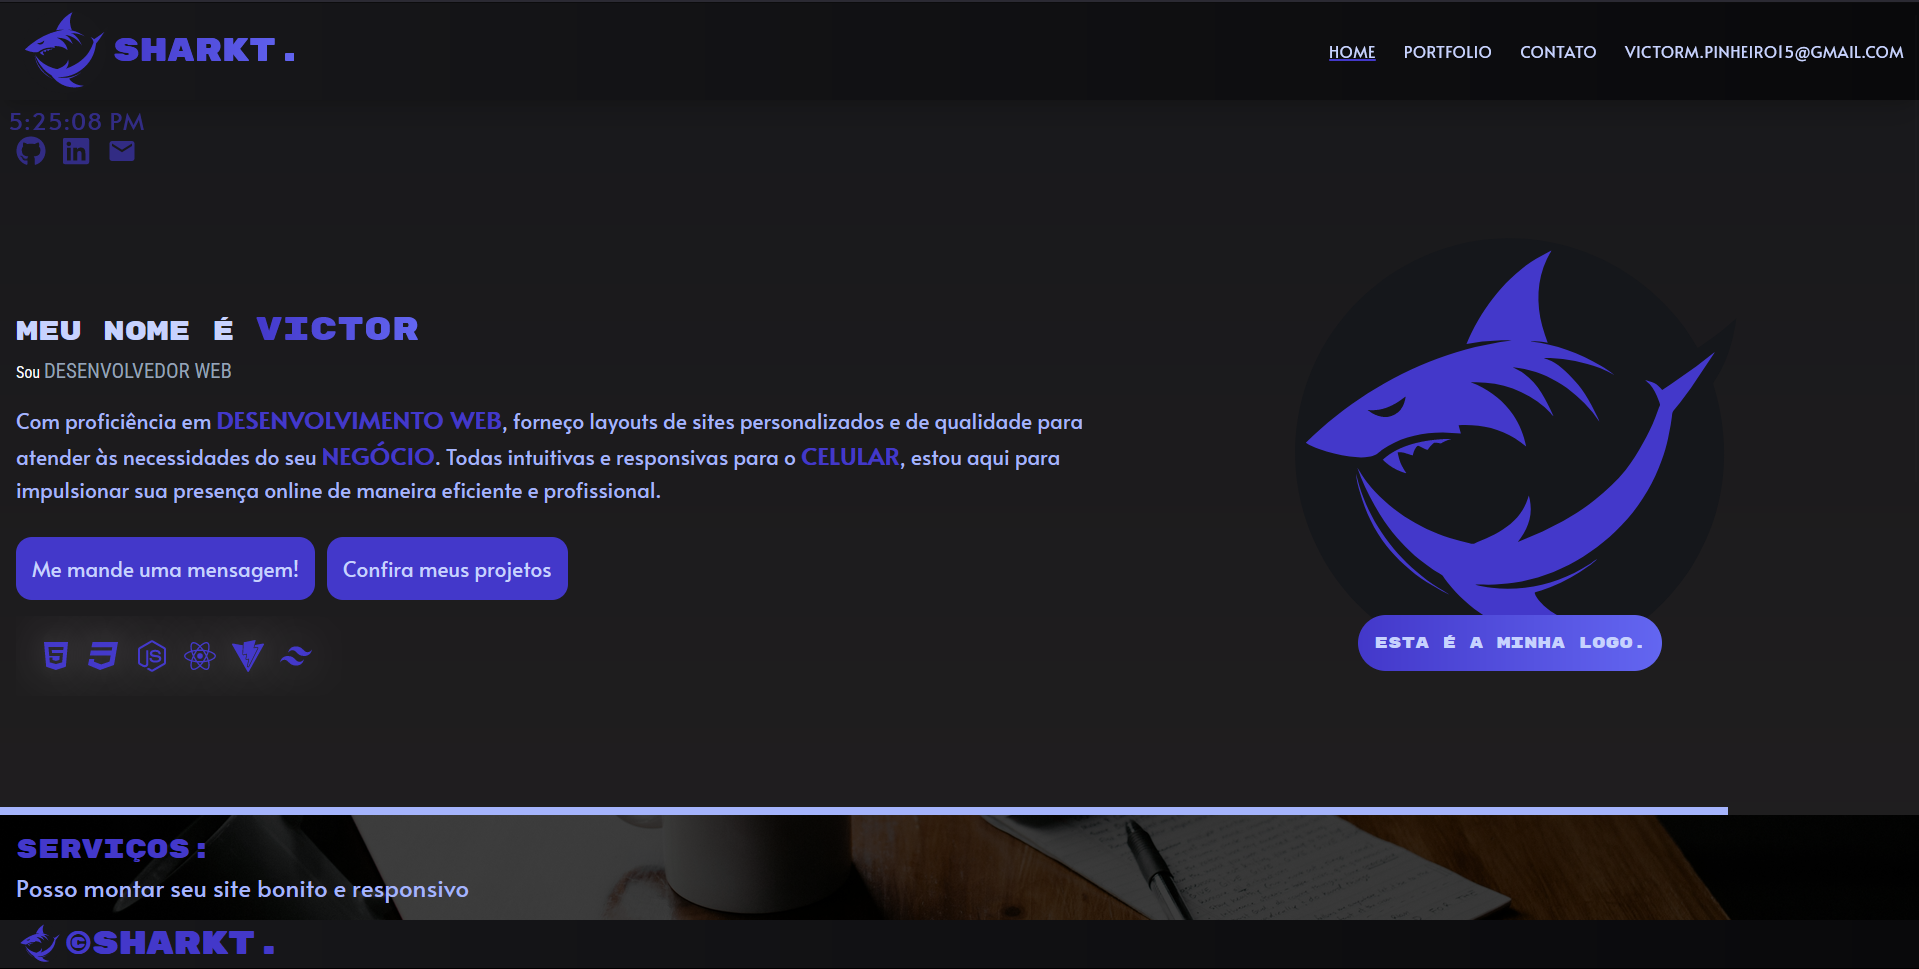 SHARKT.
HOME PORTFOLIO CONTATO VICTORM.PINHEIRO15@GMAIL.COM
5:25:08 PM
MEU NOME É VICTOR
Sou DESENVOLVEDOR WEB
Com proficiência em DESENVOLVIMENTO WEB, forneço layouts de sites personalizados e de qualidade para
atender às necessidades do seu NEGÓCIO. Todas intuitivas e responsivas para o CELULAR, estou aqui para
impulsionar sua presença online de maneira eficiente e profissional.
Me mande uma mensagem! Confira meus projetos
ESTA É A MINHA LOGO.
SERVIÇOS:
Posso montar seu site bonito e responsivo
©SHARKT.